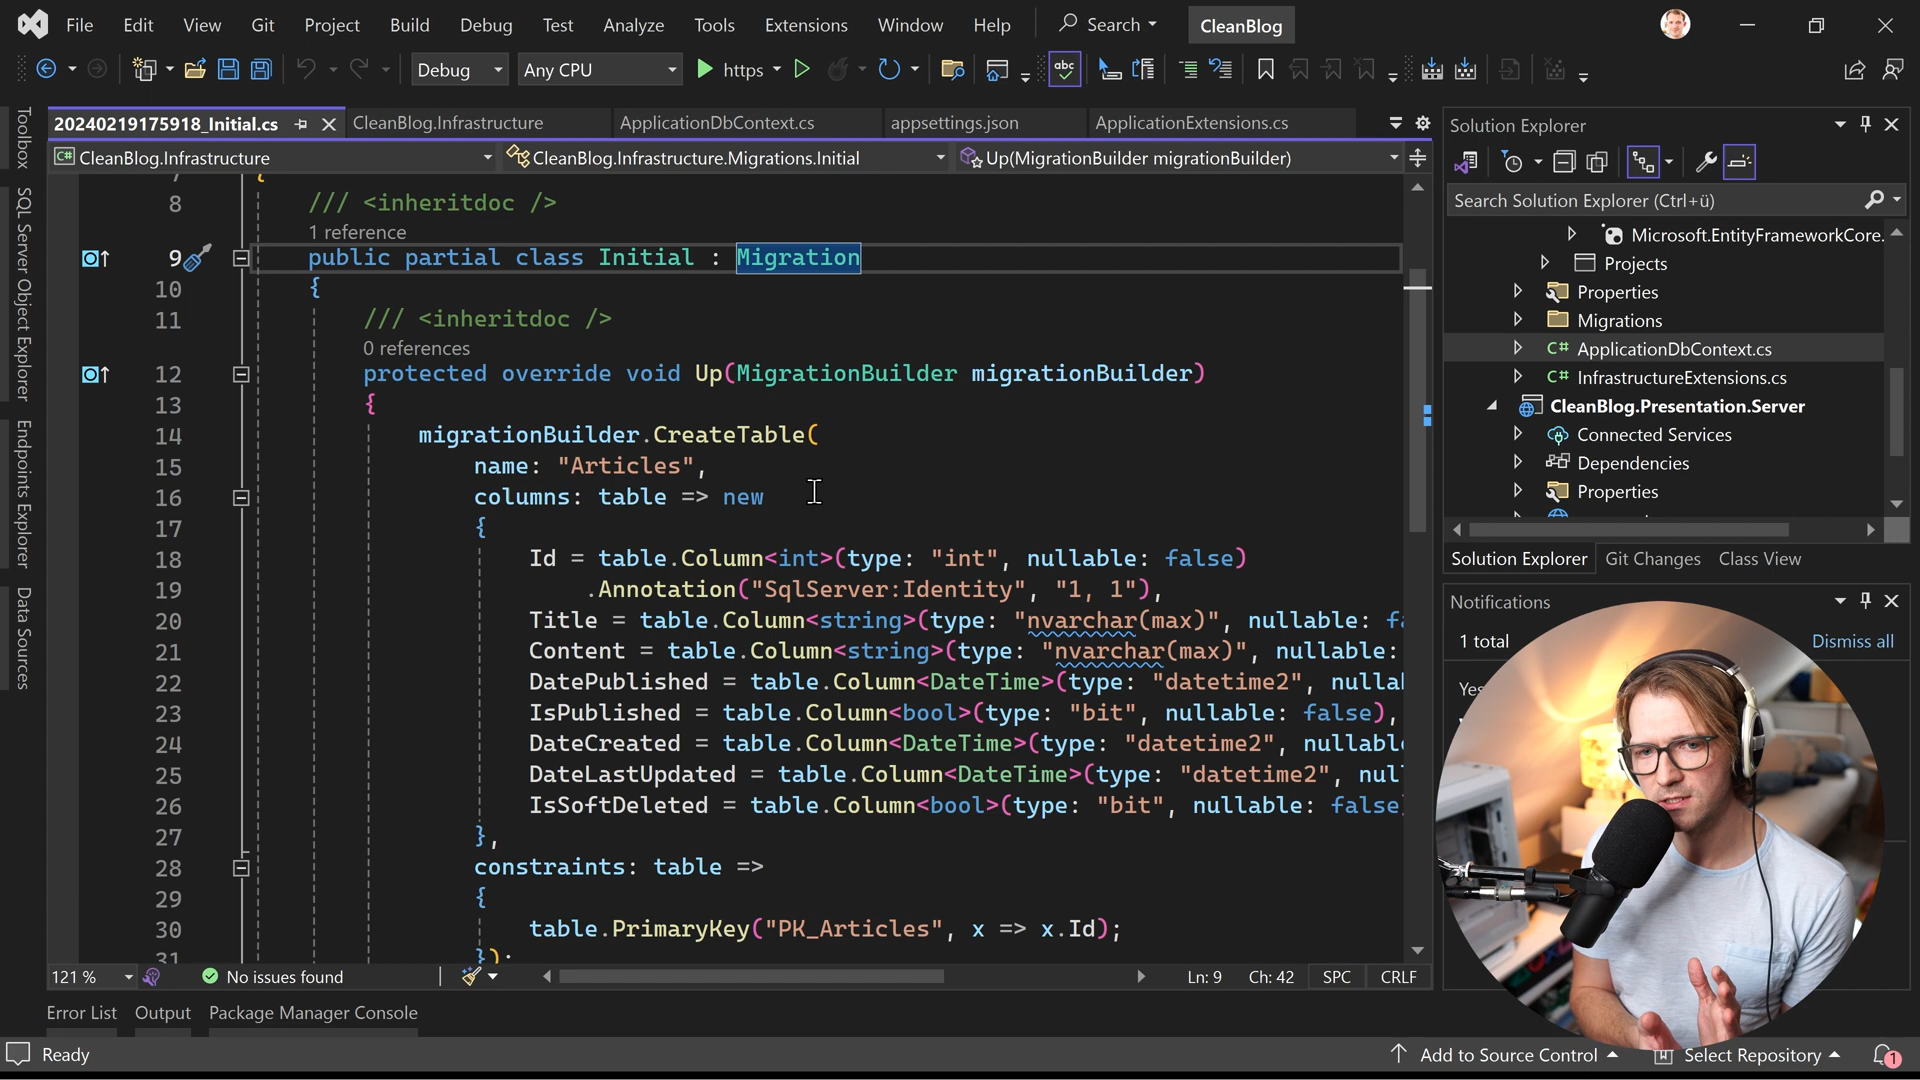 File Edit View Git Project Build Debug Test Analyze Tools Extensions Window Help Search CleanBlog
Debug Any CPU https abc
20240219175918_Initial.cs CleanBlog.Infrastructure ApplicationDbContext.cs appsettings.json ApplicationExtensions.cs
C# CleanBlog.Infrastructure CleanBlog.Infrastructure.Migrations.Initial Up(MigrationBuilder migrationBuilder)
Toolbox
SQL Server Object Explorer
Endpoints Explorer
Data Sources
{
8 /// <inheritdoc />
1 reference
9 public partial class Initial : Migration
10 {
11 /// <inheritdoc />
0 references
12 protected override void Up(MigrationBuilder migrationBuilder)
13 {
14 migrationBuilder.CreateTable(
15 name: "Articles",
16 columns: table => new
17 {
18 Id = table.Column<int>(type: "int", nullable: false)
19 .Annotation("SqlServer:Identity", "1, 1"),
20 Title = table.Column<string>(type: "nvarchar(max)", nullable: fa
21 Content = table.Column<string>(type: "nvarchar(max)", nullable:
22 DatePublished = table.Column<DateTime>(type: "datetime2", nulla
23 IsPublished = table.Column<bool>(type: "bit", nullable: false),
24 DateCreated = table.Column<DateTime>(type: "datetime2", nullabl
25 DateLastUpdated = table.Column<DateTime>(type: "datetime2", nul
26 IsSoftDeleted = table.Column<bool>(type: "bit", nullable: false
27 },
28 constraints: table =>
29 {
30 table.PrimaryKey("PK_Articles", x => x.Id);
31 });
121 % No issues found Ln: 9 Ch: 42 SPC CRLF
Error List Output Package Manager Console
Solution Explorer
Search Solution Explorer (Ctrl+ü)
Microsoft.EntityFrameworkCore.
Projects
Properties
Migrations
C# ApplicationDbContext.cs
C# InfrastructureExtensions.cs
CleanBlog.Presentation.Server
Connected Services
Dependencies
Properties
Solution Explorer Git Changes Class View
Notifications
1 total Dismiss all
Ready Add to Source Control Select Repository 1